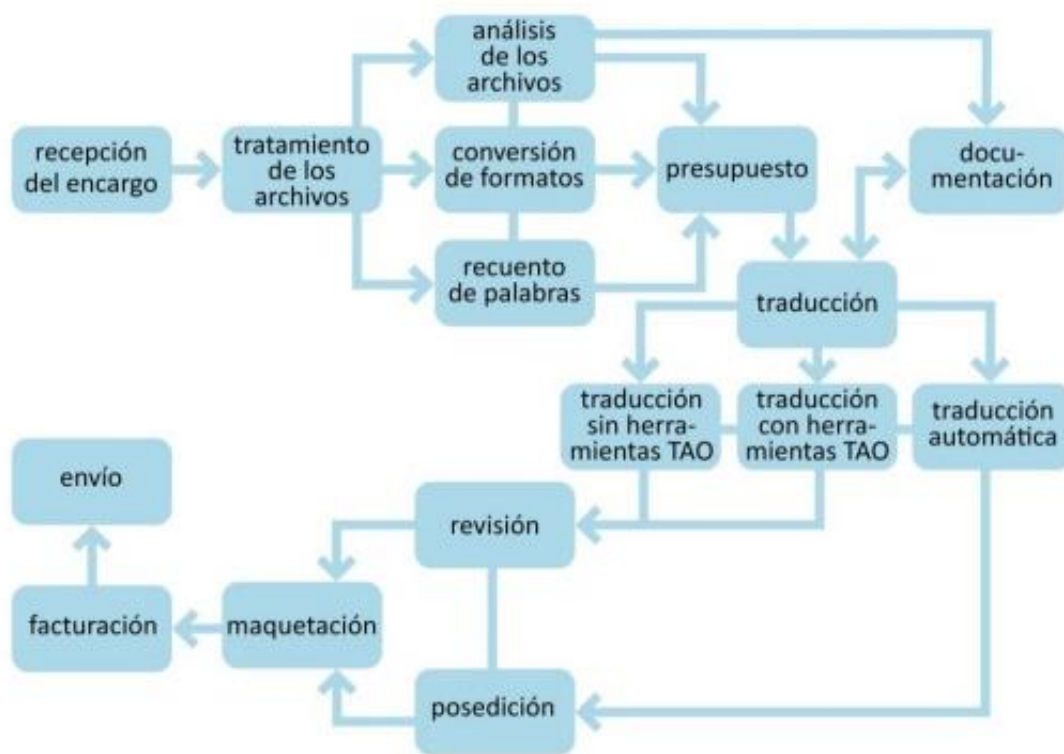 análisis
de los
archivos
recepción
del encargo
tratamiento
de los
archivos
conversión
de formatos
presupuesto
docu-
mentación
recuento
de palabras
traducción
traducción
sin herra-
mientas TAO
traducción
con herra-
mientas TAO
traducción
automática
envío
revisión
facturación
maquetación
posedición